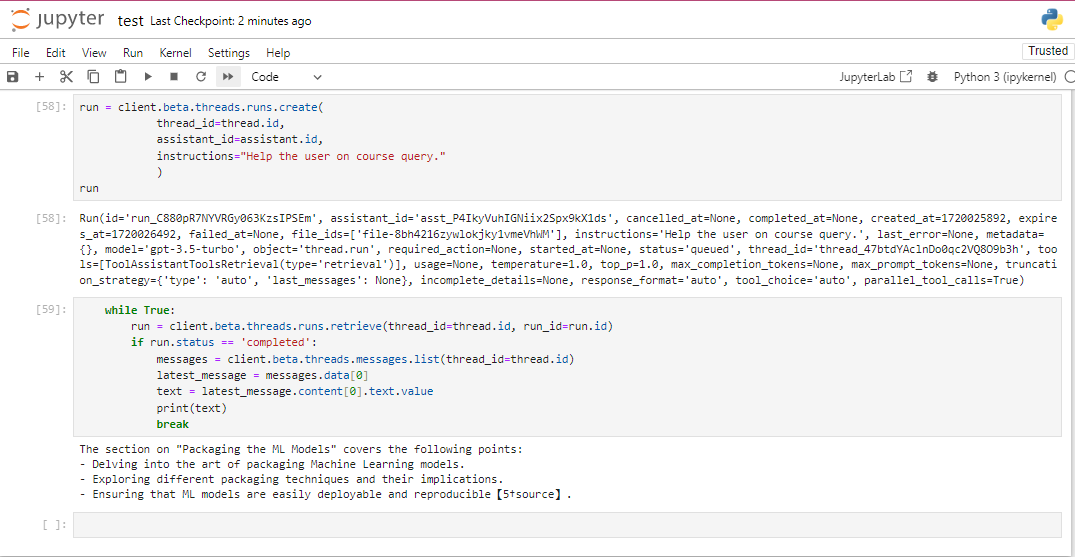 jupyter test Last Checkpoint: 2 minutes ago
File Edit View Run Kernel Settings Help Trusted
Code JupyterLab Python 3 (ipykernel)
[58]: run = client.beta.threads.runs.create(
thread_id=thread.id,
assistant_id=assistant.id,
instructions="Help the user on course query."
)
run
[58]: Run(id='run_C880pR7NYVRGy063KzsIPSEm', assistant_id='asst_P4IkyVuhIGNiix2Spx9kX1ds', cancelled_at=None, completed_at=None, created_at=1720025892, expire
s_at=1720026492, failed_at=None, file_ids=['file-8bh4216zywlokjky1vmeVhWM'], instructions='Help the user on course query.', last_error=None, metadata=
{}, model='gpt-3.5-turbo', object='thread.run', required_action=None, started_at=None, status='queued', thread_id='thread_47btdYAclnDo0qc2VQ8O9b3h', too
ls=[ToolAssistantToolsRetrieval(type='retrieval')], usage=None, temperature=1.0, top_p=1.0, max_completion_tokens=None, max_prompt_tokens=None, truncati
on_strategy={'type': 'auto', 'last_messages': None}, incomplete_details=None, response_format='auto', tool_choice='auto', parallel_tool_calls=True)
[59]: while True:
run = client.beta.threads.runs.retrieve(thread_id=thread.id, run_id=run.id)
if run.status == 'completed':
messages = client.beta.threads.messages.list(thread_id=thread.id)
latest_message = messages.data[0]
text = latest_message.content[0].text.value
print(text)
break
The section on "Packaging the ML Models" covers the following points:
- Delving into the art of packaging Machine Learning models.
- Exploring different packaging techniques and their implications.
- Ensuring that ML models are easily deployable and reproducible【5†source】.
[ ]: